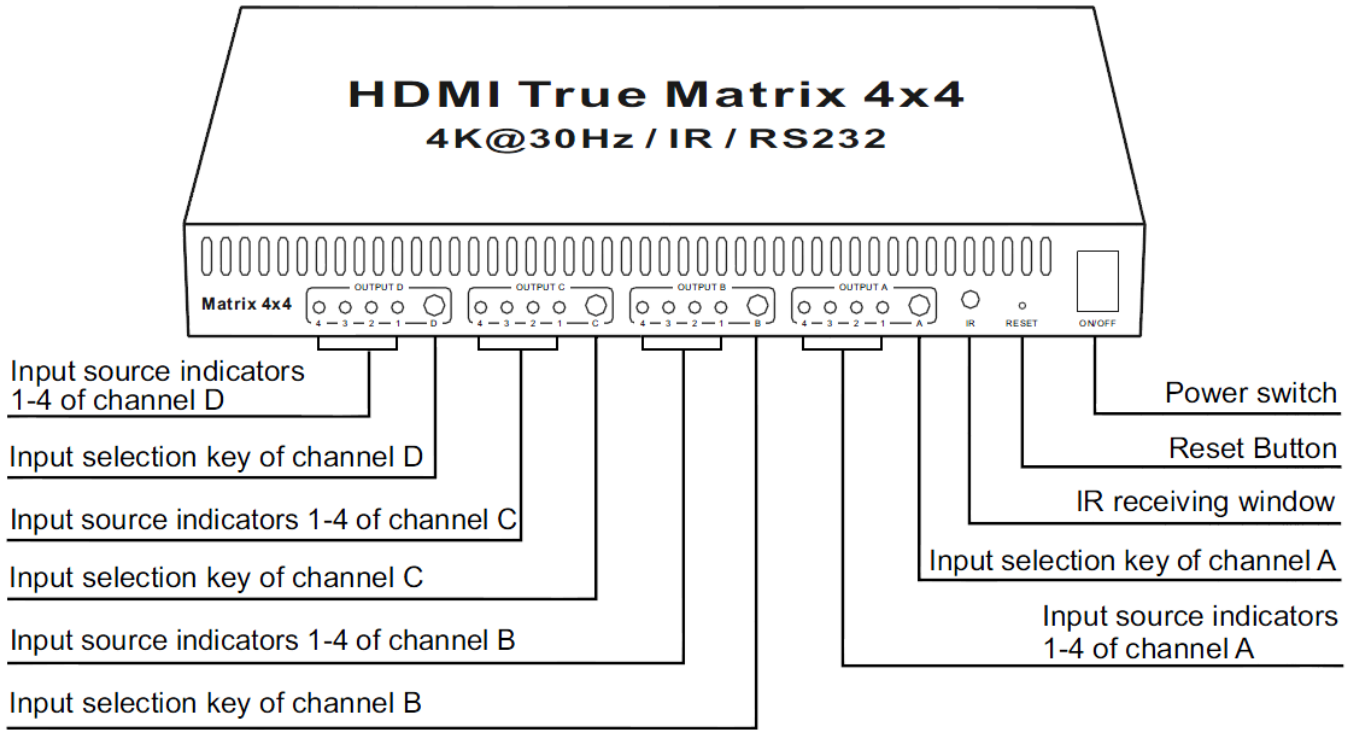 HDMI True Matrix 4x4
4K@30Hz / IR / RS232
OUTPUT D
OUTPUT C
OUTPUT B
OUTPUT A
Matrix 4x4
4 — 3 — 2 — 1 — D
4 — 3 — 2 — 1 — C
4 — 3 — 2 — 1 — B
4 — 3 — 2 — 1 — A
IR
RESET
ON/OFF
Input source indicators
1-4 of channel D
Input selection key of channel D
Input source indicators 1-4 of channel C
Input selection key of channel C
Input source indicators 1-4 of channel B
Input selection key of channel B
Power switch
Reset Button
IR receiving window
Input selection key of channel A
Input source indicators
1-4 of channel A